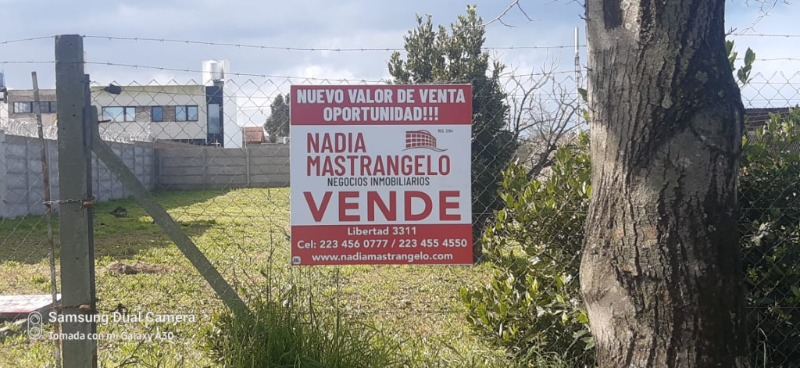 NUEVO VALOR DE VENTA
OPORTUNIDAD!!!
NADIA
MASTRANGELO
NEGOCIOS INMOBILIARIOS
VENDE
Libertad 3311
Cel: 223 456 0777 / 223 455 4550
www.nadiamastrangelo.com
Samsung Dual Camera
Tomada con mi Galaxy A30